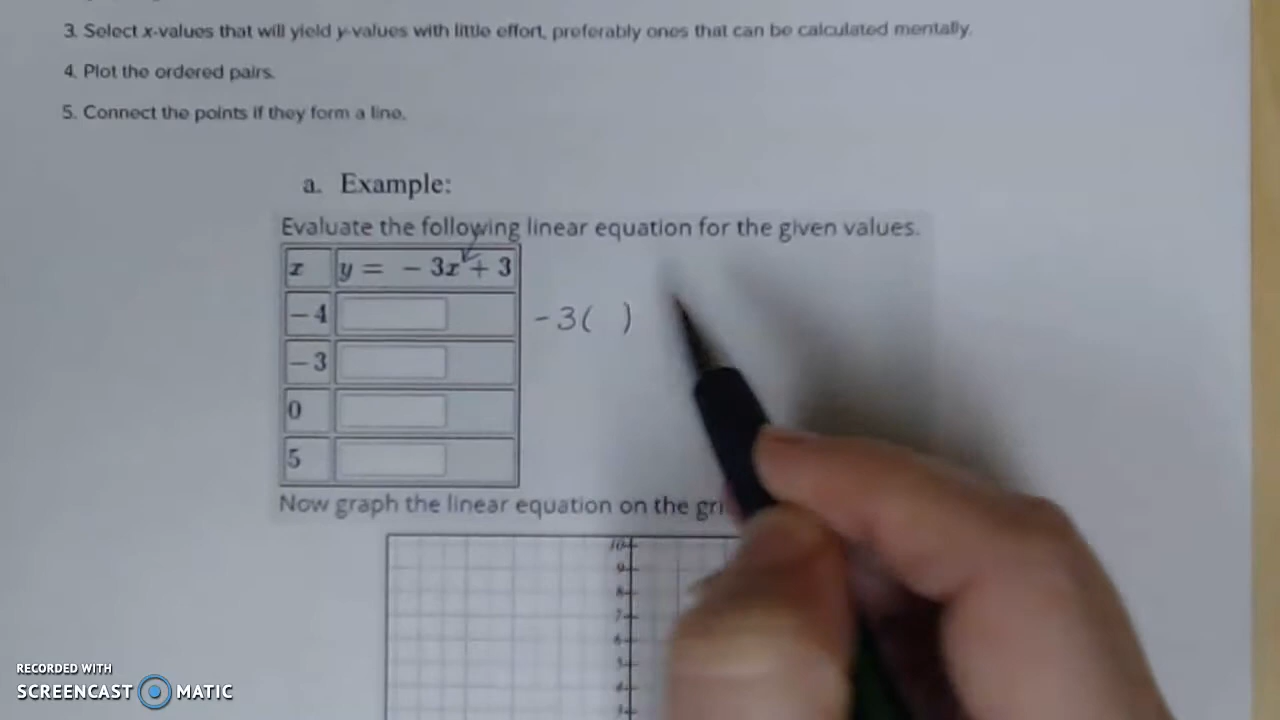 3. Select x-values that will yield y-values with little effort, preferably ones that can be calculated mentally.
4. Plot the ordered pairs.
5. Connect the points if they form a line.
a. Example:
Evaluate the following linear equation for the given values.
x y = - 3x + 3
-4 -3( )
-3
0
5
Now graph the linear equation on the gri
10
9
8
7
6
5
4
3
RECORDED WITH
SCREENCAST MATIC